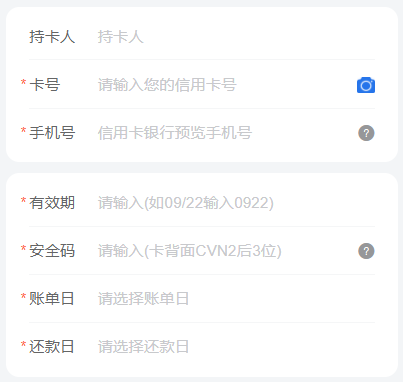 持卡人 持卡人
* 卡号 请输入您的信用卡号
* 手机号 信用卡银行预览手机号 ?
* 有效期 请输入(如09/22输入0922)
* 安全码 请输入(卡背面CVN2后3位) ?
* 账单日 请选择账单日
* 还款日 请选择还款日